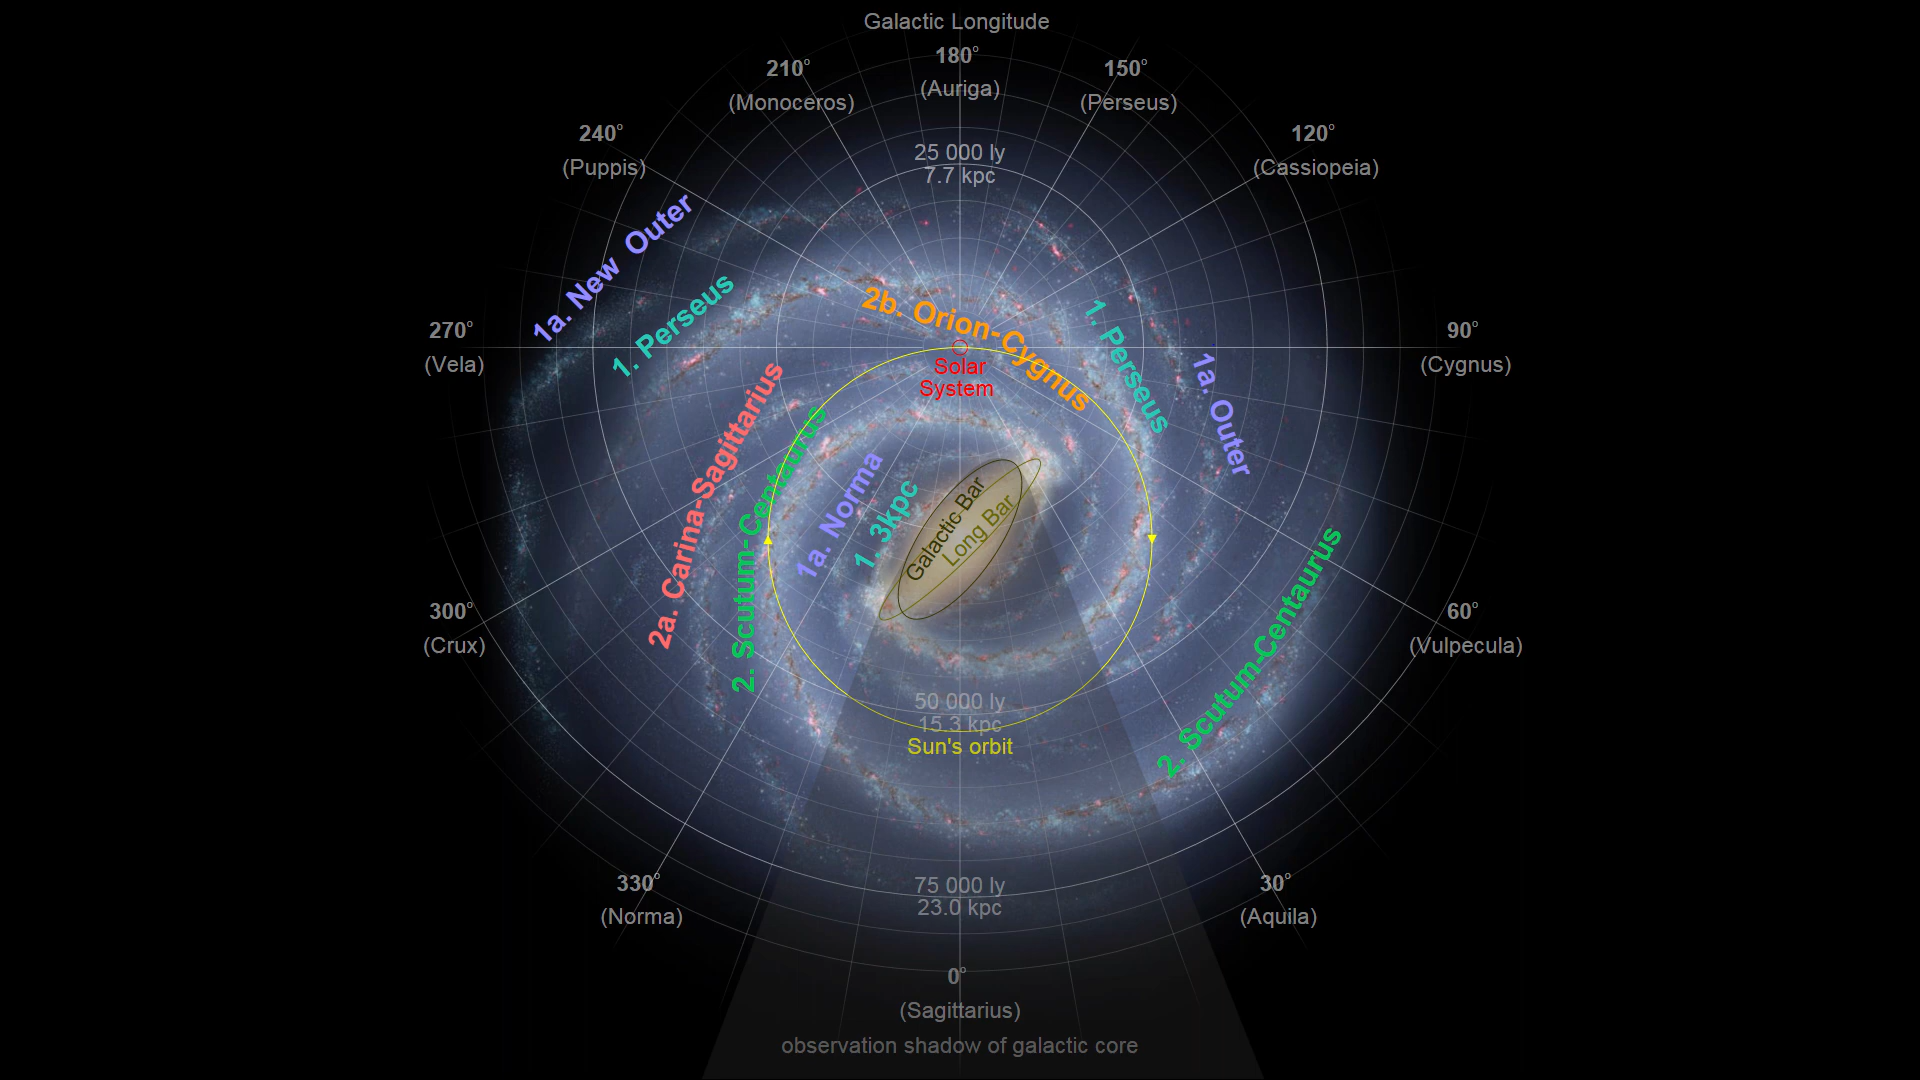 Galactic Longitude
180°
(Auriga)
210°
(Monoceros)
150°
(Perseus)
240°
(Puppis)
120°
(Cassiopeia)
25 000 ly
7.7 kpc
1a. New Outer
1. Perseus
2b. Orion-Cygnus
1. Perseus
270°
(Vela)
90°
(Cygnus)
Solar
System
1a. Outer
2a. Carina-Sagittarius
2. Scutum-Centaurus
1a. Norma
1. 3kpc
Galactic Bar
Long Bar
2. Scutum-Centaurus
300°
(Crux)
60°
(Vulpecula)
50 000 ly
15.3 kpc
Sun's orbit
330°
(Norma)
30°
(Aquila)
75 000 ly
23.0 kpc
0°
(Sagittarius)
observation shadow of galactic core